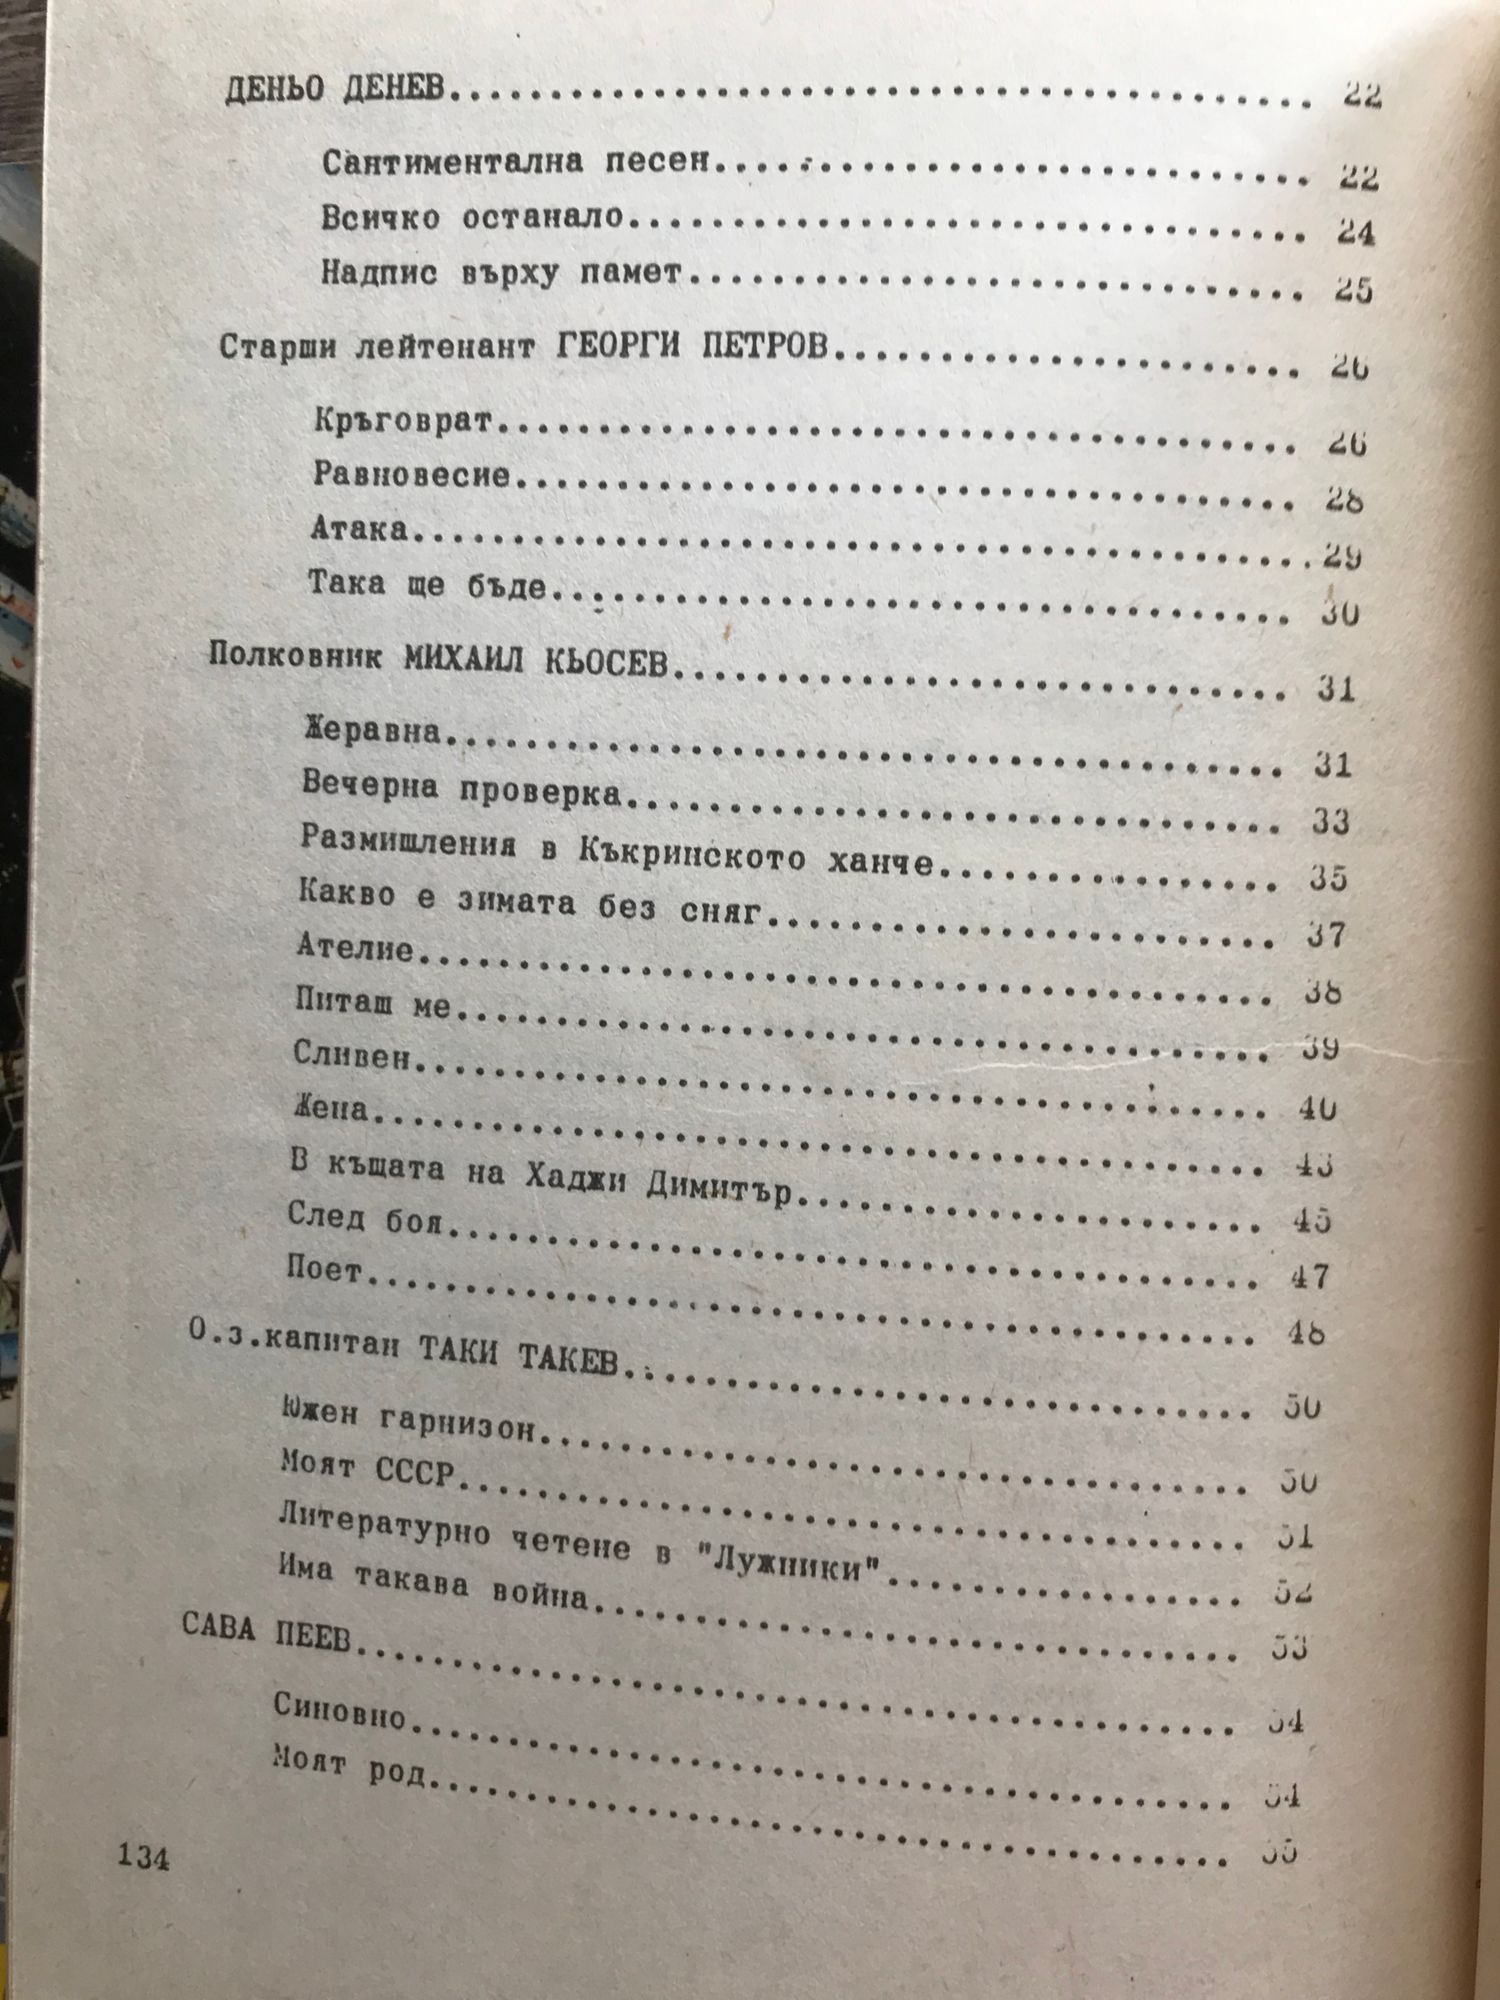 ДЕНЬО ДЕНЕВ........................................ 22
Сантиментална песен............................. 22
Всичко останало................................. 24
Надпис върху памет.............................. 25
Старши лейтенант ГЕОРГИ ПЕТРОВ..................... 26
Кръговрат....................................... 26
Равновесие...................................... 28
Атака........................................... 29
Така ще бъде.................................... 30
Полковник МИХАИЛ КЬОСЕВ............................ 31
Жеравна......................................... 31
Вечерна проверка................................ 33
Размишления в Къкринското ханче................. 35
Какво е зимата без сняг......................... 37
Ателие.......................................... 38
Питаш ме........................................ 39
Сливен.......................................... 40
Жена............................................ 43
В къщата на Хаджи Димитър....................... 45
След боя........................................ 47
Поет............................................ 48
О.з.капитан ТАКИ ТАКЕВ............................. 50
Южен гарнизон................................... 50
Моят СССР....................................... 51
Литературно четене в "Лужники".................. 52
Има такава война................................ 53
САВА ПЕЕВ.......................................... 54
Синовно......................................... 54
Моят род........................................ 55
134